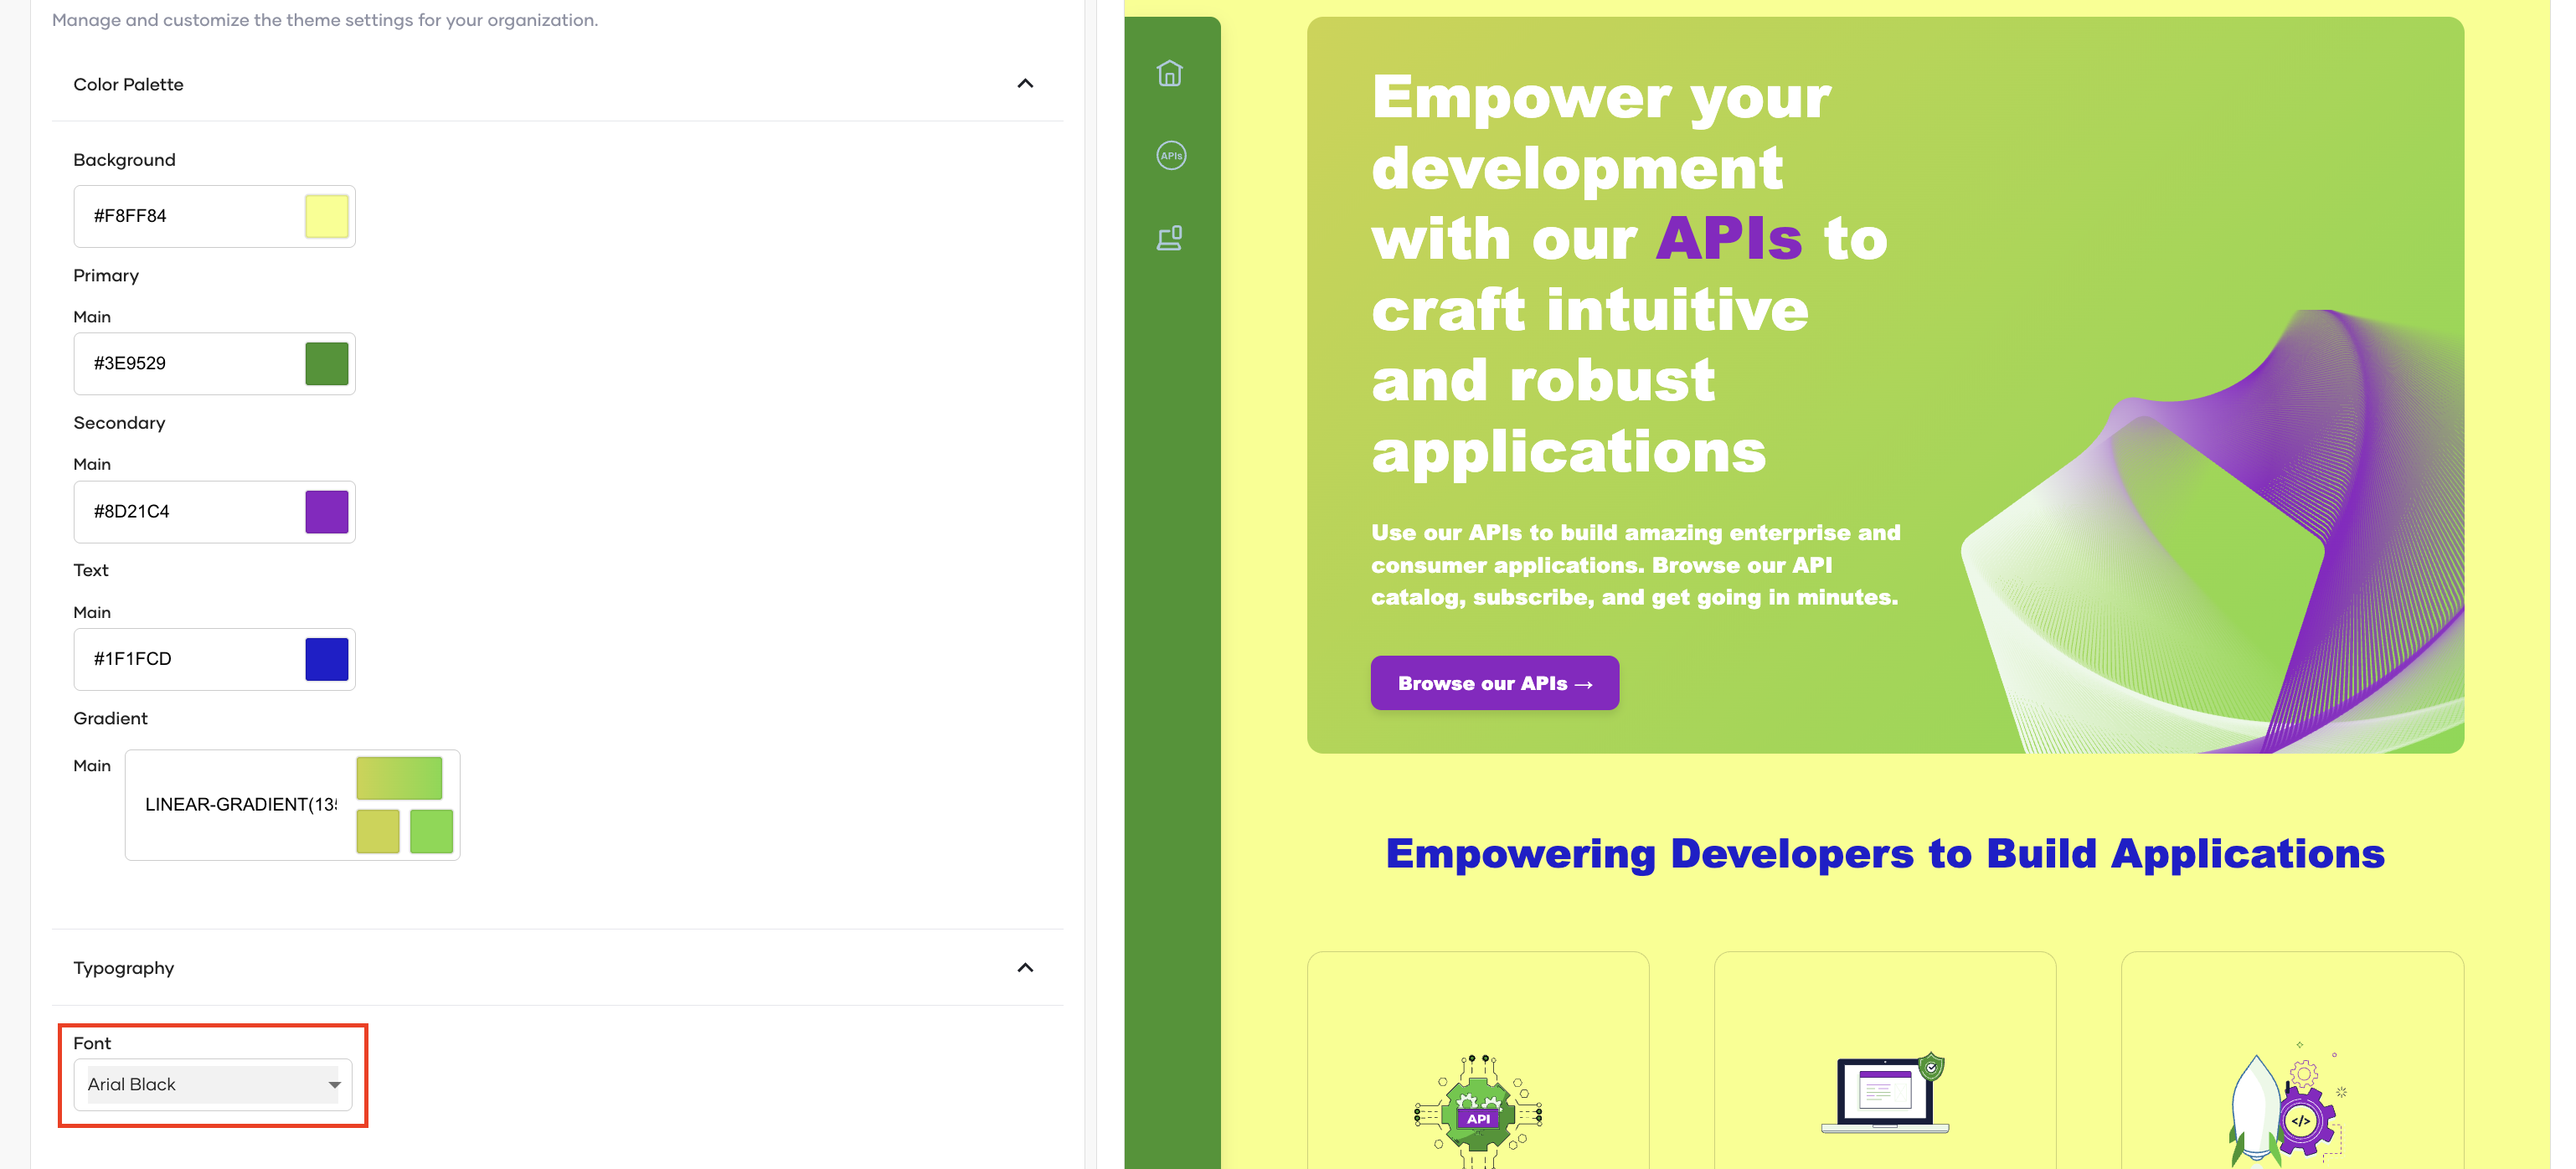 Manage and customize the theme settings for your organization.
Color Palette
Background
#F8FF84
Primary
Main
#3E9529
Secondary
Main
#8D21C4
Text
Main
#1F1FCD
Gradient
Main
LINEAR-GRADIENT(135
Typography
Font
Arial Black
APIs
Empower your
development
with our APIs to
craft intuitive
and robust
applications
Use our APIs to build amazing enterprise and
consumer applications. Browse our API
catalog, subscribe, and get going in minutes.
Browse our APIs →
Empowering Developers to Build Applications
API
</>